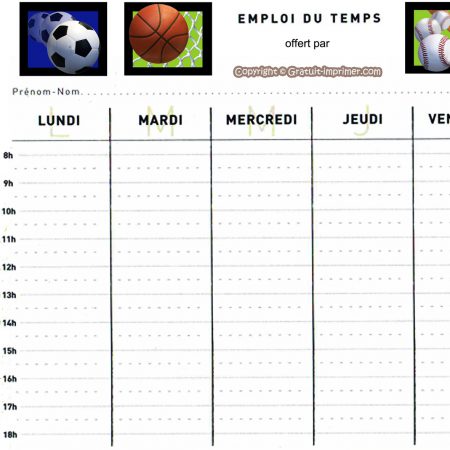 EMPLOI DU TEMPS
offert par
Copyright © Gratuit-Imprimer.com
Prénom-Nom
L M M J
LUNDI MARDI MERCREDI JEUDI VEN
8h
9h
10h
11h
12h
13h
14h
15h
16h
17h
18h